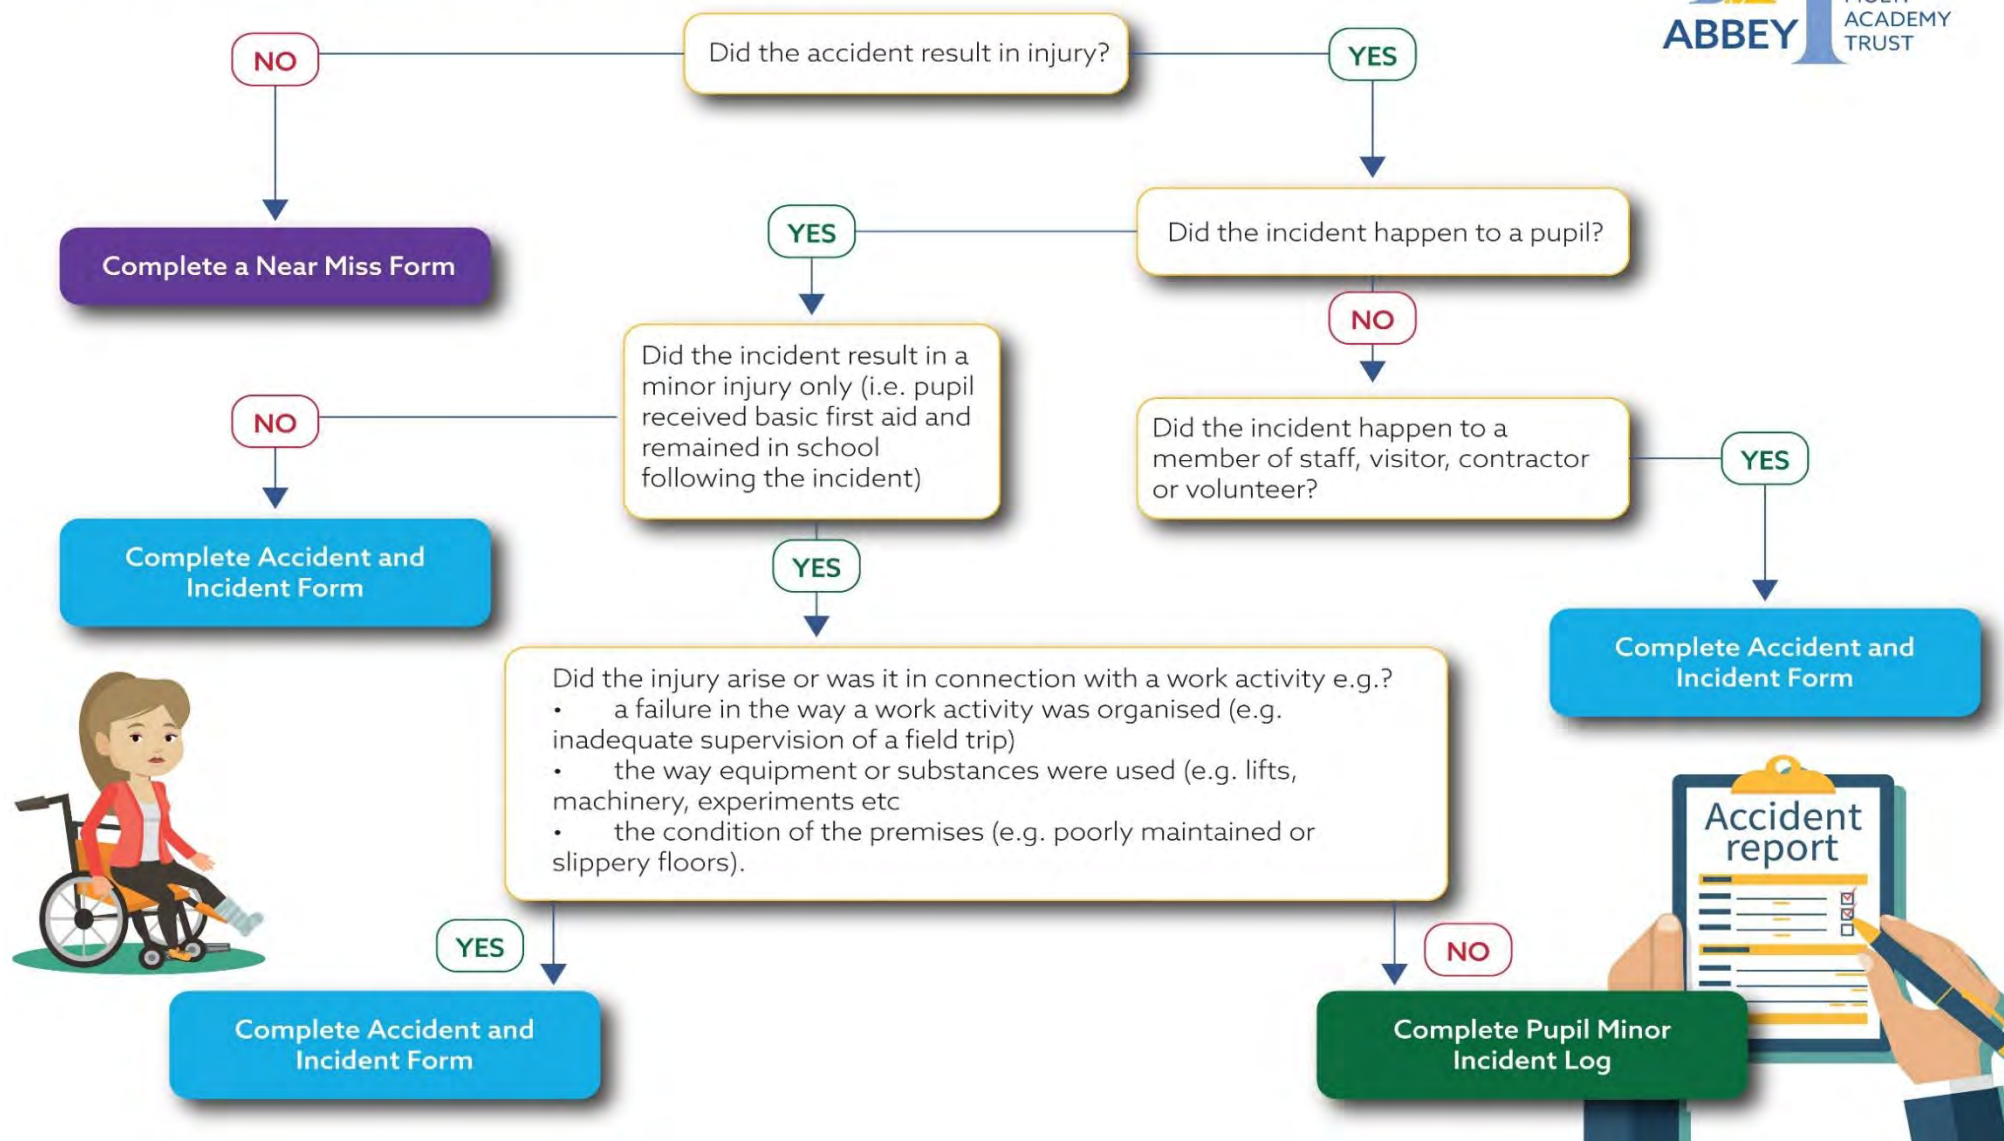 ABBEY
ACADEMY
TRUST
Did the accident result in injury?
NO
YES
Complete a Near Miss Form
YES
Did the incident happen to a pupil?
NO
Did the incident result in a
minor injury only (i.e. pupil
received basic first aid and
remained in school
following the incident)
NO
Did the incident happen to a
member of staff, visitor, contractor
or volunteer?
YES
Complete Accident and
Incident Form
YES
Complete Accident and
Incident Form
Did the injury arise or was it in connection with a work activity e.g.?
• a failure in the way a work activity was organised (e.g.
inadequate supervision of a field trip)
• the way equipment or substances were used (e.g. lifts,
machinery, experiments etc
• the condition of the premises (e.g. poorly maintained or
slippery floors).
Accident
report
YES
NO
Complete Accident and
Incident Form
Complete Pupil Minor
Incident Log